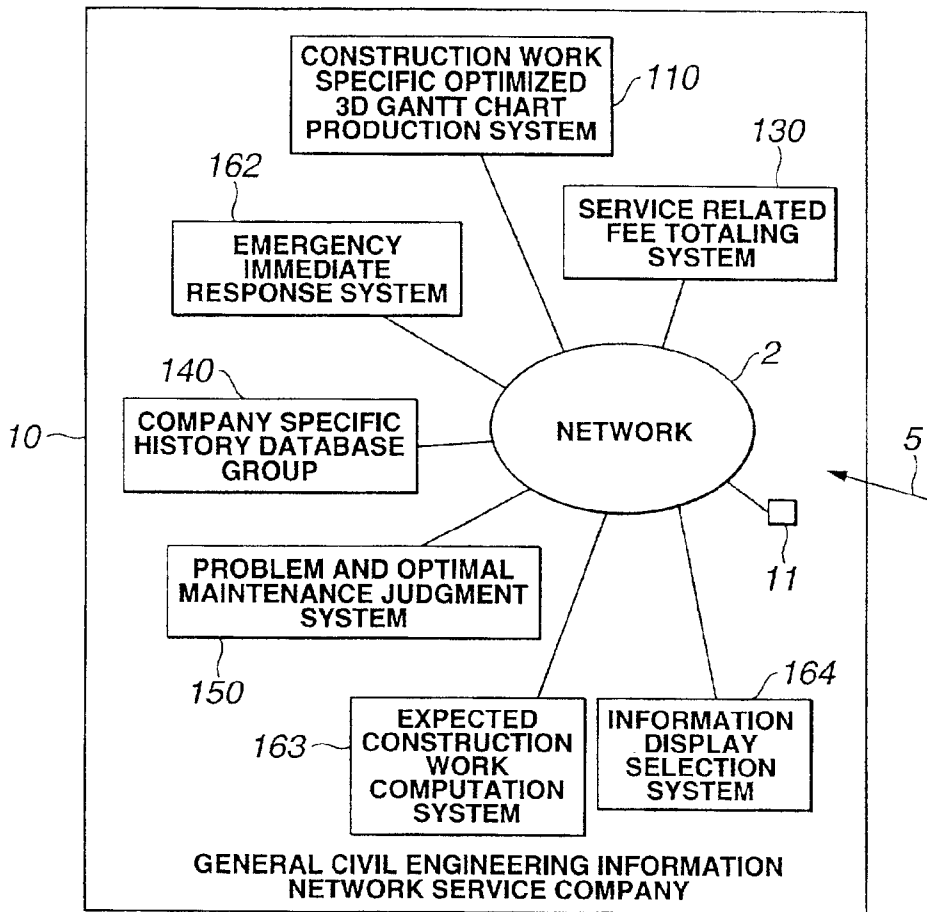 CONSTRUCTION WORK
SPECIFIC OPTIMIZED
3D GANTT CHART
PRODUCTION SYSTEM
110
130
162
SERVICE RELATED
FEE TOTALING
SYSTEM
EMERGENCY
IMMEDIATE
RESPONSE SYSTEM
2
140
COMPANY SPECIFIC
HISTORY DATABASE
GROUP
10
NETWORK
5
11
PROBLEM AND OPTIMAL
MAINTENANCE JUDGMENT
SYSTEM
150
164
163
EXPECTED
CONSTRUCTION
WORK
COMPUTATION
SYSTEM
INFORMATION
DISPLAY
SELECTION
SYSTEM
GENERAL CIVIL ENGINEERING INFORMATION
NETWORK SERVICE COMPANY